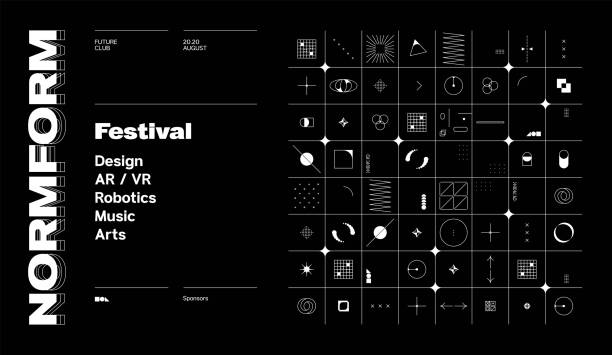 NORMFORM
FUTURE
CLUB
20.20
AUGUST
Festival
Design
AR / VR
Robotics
Music
Arts
Sponsors